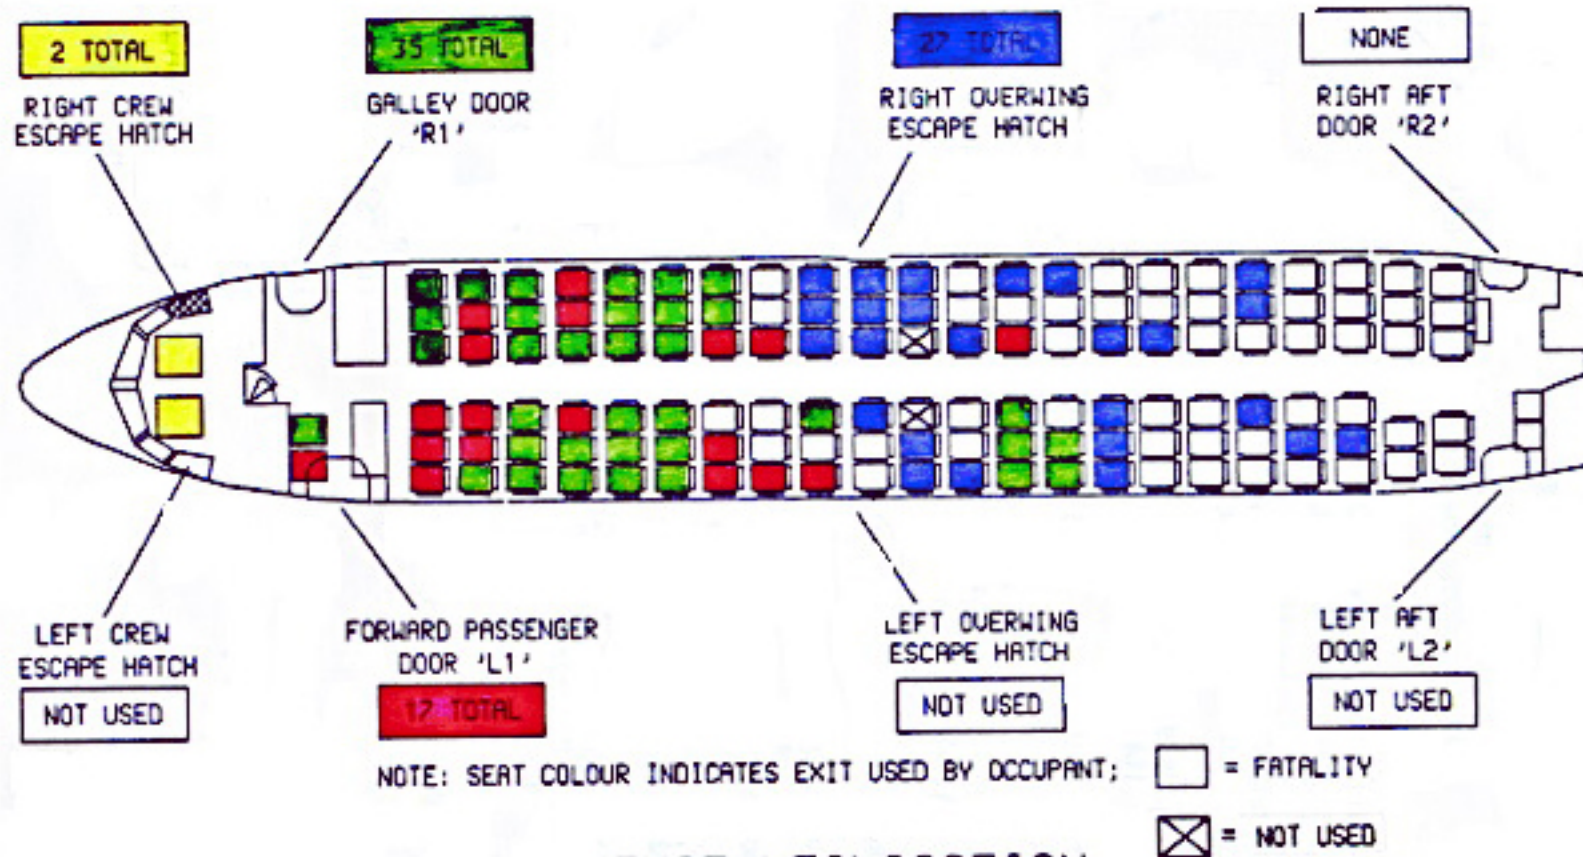 2 TOTAL
35 TOTAL
27 TOTAL
NONE
RIGHT CREW
ESCAPE HATCH
GALLEY DOOR
'R1'
RIGHT OVERWING
ESCAPE HATCH
RIGHT AFT
DOOR 'R2'
LEFT CREW
ESCAPE HATCH
NOT USED
FORWARD PASSENGER
DOOR 'L1'
17 TOTAL
LEFT OVERWING
ESCAPE HATCH
NOT USED
LEFT AFT
DOOR 'L2'
NOT USED
NOTE: SEAT COLOUR INDICATES EXIT USED BY OCCUPANT;
= FATALITY
= NOT USED